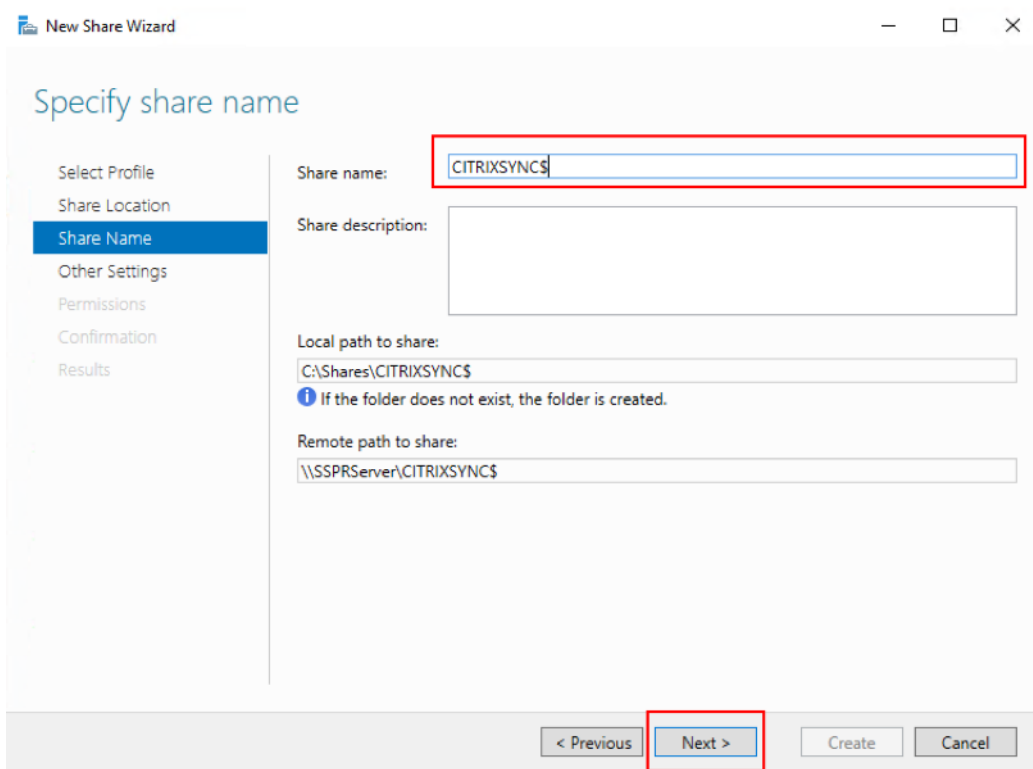 New Share Wizard
Specify share name
Select Profile
Share Location
Share Name
Other Settings
Permissions
Confirmation
Results
Share name:
CITRIXSYNC$
Share description:
Local path to share:
C:\Shares\CITRIXSYNC$
If the folder does not exist, the folder is created.
Remote path to share:
\\SSPRServer\CITRIXSYNC$
< Previous
Next >
Create
Cancel